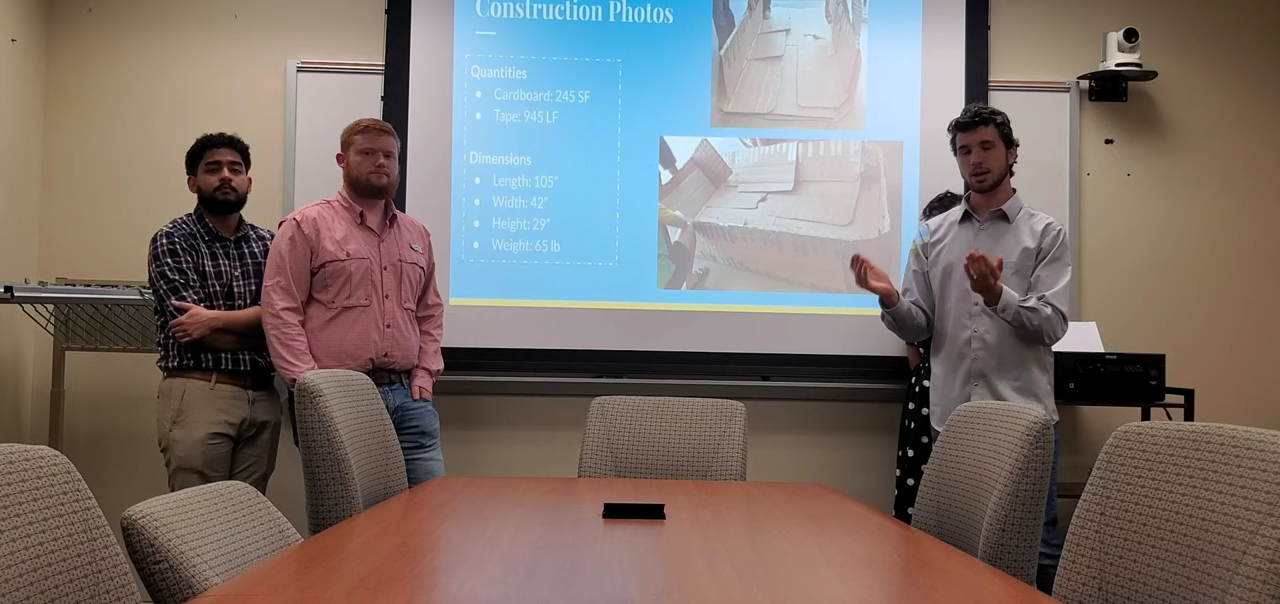 Construction Photos
Quantities
Cardboard: 245 SF
Tape: 945 LF
Dimensions
Length: 105"
Width: 42"
Height: 29"
Weight: 65 lb
EPSON